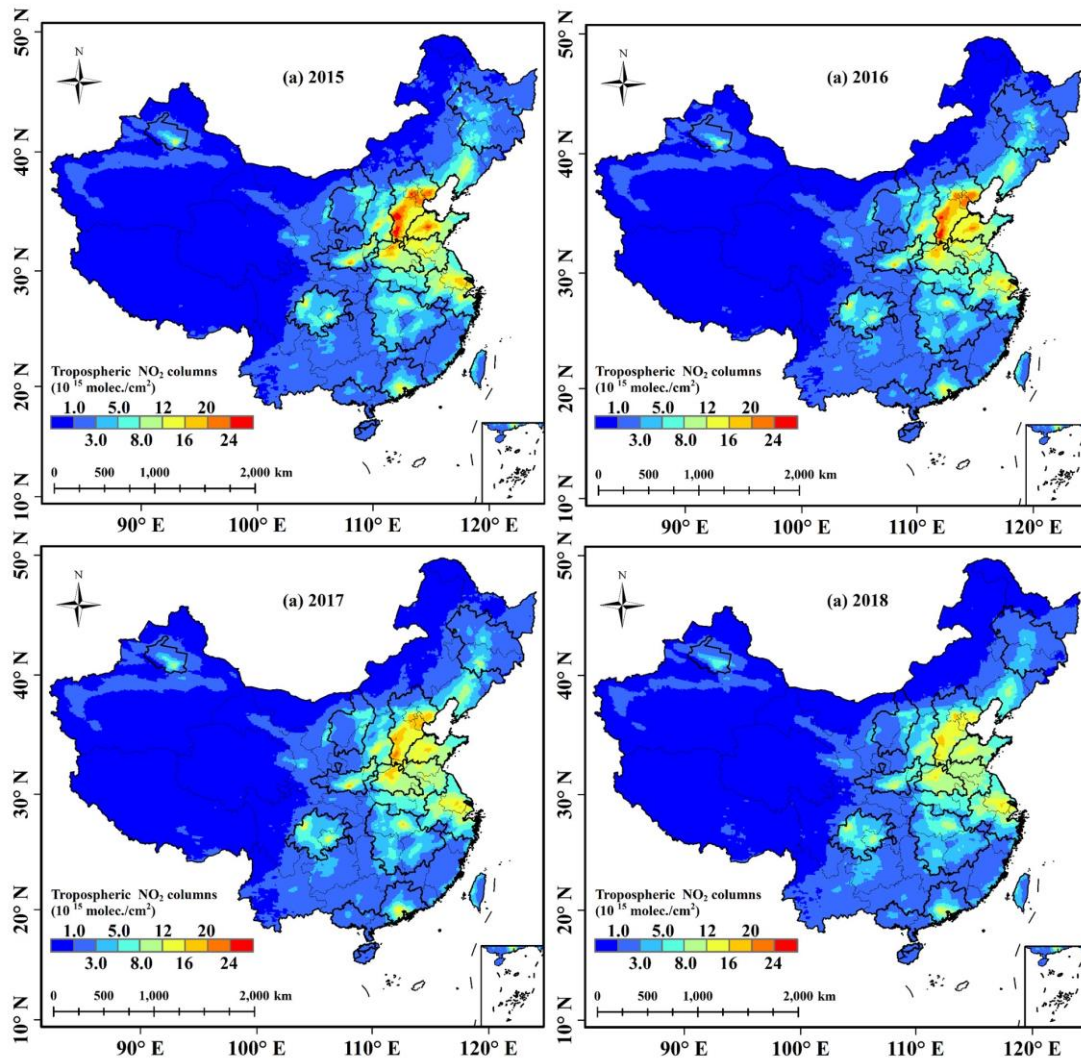 50° N
40° N
30° N
20° N
10° N
N
(a) 2015
Tropospheric NO₂ columns
(10 ¹⁵ molec./cm²)
1.0 5.0 12 20
3.0 8.0 16 24
0 500 1,000 2,000 km
90° E 100° E 110° E 120° E
50° N
40° N
30° N
20° N
10° N
N
(a) 2016
Tropospheric NO₂ columns
(10 ¹⁵ molec./cm²)
1.0 5.0 12 20
3.0 8.0 16 24
0 500 1,000 2,000 km
90° E 100° E 110° E 120° E
50° N
40° N
30° N
20° N
10° N
N
(a) 2017
Tropospheric NO₂ columns
(10 ¹⁵ molec./cm²)
1.0 5.0 12 20
3.0 8.0 16 24
0 500 1,000 2,000 km
90° E 100° E 110° E 120° E
50° N
40° N
30° N
20° N
10° N
N
(a) 2018
Tropospheric NO₂ columns
(10 ¹⁵ molec./cm²)
1.0 5.0 12 20
3.0 8.0 16 24
0 500 1,000 2,000 km
90° E 100° E 110° E 120° E